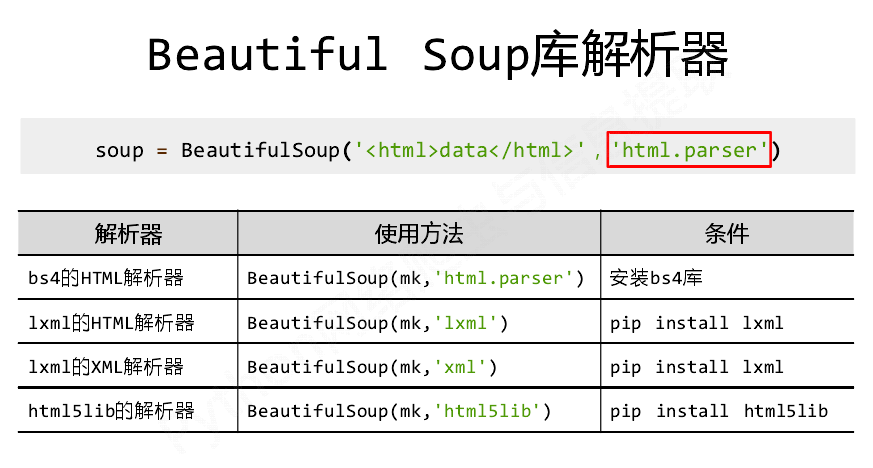 Beautiful Soup库解析器
soup = BeautifulSoup('<html>data</html>','html.parser')
解析器 使用方法 条件
bs4的HTML解析器 BeautifulSoup(mk,'html.parser') 安装bs4库
lxml的HTML解析器 BeautifulSoup(mk,'lxml') pip install lxml
lxml的XML解析器 BeautifulSoup(mk,'xml') pip install lxml
html5lib的解析器 BeautifulSoup(mk,'html5lib') pip install html5lib